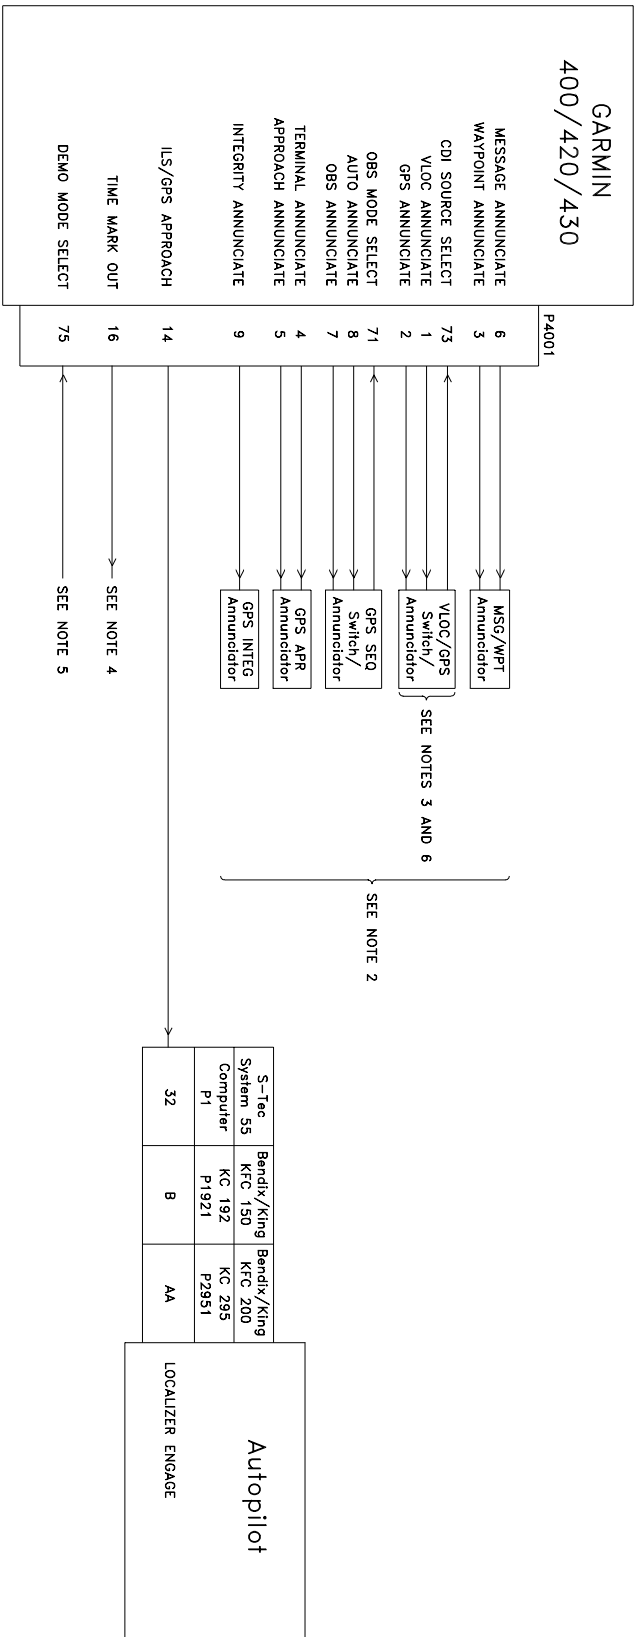 GARMIN
400/420/430
P4001
MESSAGE ANNUNCIATE 6
WAYPOINT ANNUNCIATE 3
MSG/WPT
Annunciator
CDI SOURCE SELECT 73
VLOC ANNUNCIATE 1
GPS ANNUNCIATE 2
VLOC/GPS
Switch/
Annunciator
SEE NOTES 3 AND 6
OBS MODE SELECT 71
AUTO ANNUNCIATE 8
OBS ANNUNCIATE 7
GPS SEQ
Switch/
Annunciator
SEE NOTE 2
TERMINAL ANNUNCIATE 4
APPROACH ANNUNCIATE 5
GPS APR
Annunciator
INTEGRITY ANNUNCIATE 9
GPS INTEG
Annunciator
ILS/GPS APPROACH 14
TIME MARK OUT 16
SEE NOTE 4
DEMO MODE SELECT 75
SEE NOTE 5
S-Tec
System 55
Computer
P1
32
Bendix/King
KFC 150
KC 192
P1921
B
Bendix/King
KFC 200
KC 295
P2951
AA
Autopilot
LOCALIZER ENGAGE